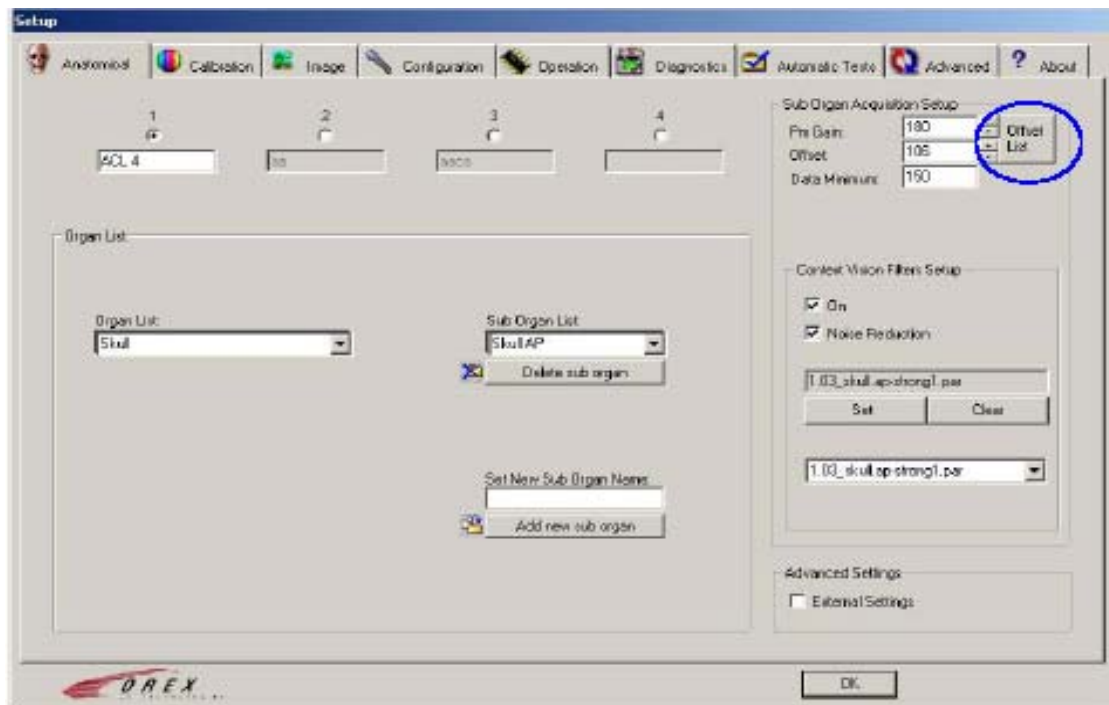 Setup
Anatomical Calibration Image Configuration Operation Diagnostics Automatic Tests Advanced ? About
1 2 3 4
ACL 4
Sub Organ Acquisition Setup
Pre Gain: 180
Offset: 105
Data Minimum: 150
Offset
List
Organ List
Organ List:
Skull
Sub Organ List
Skull AP
Delete sub organ
Set New Sub Organ Name:
Add new sub organ
Context Vision Filters Setup
On
Noise Reduction
1.03_skull.ap-strong1.par
Set Clear
1.03_skull.ap-strong1.par
Advanced Settings
External Settings
OREX
OK